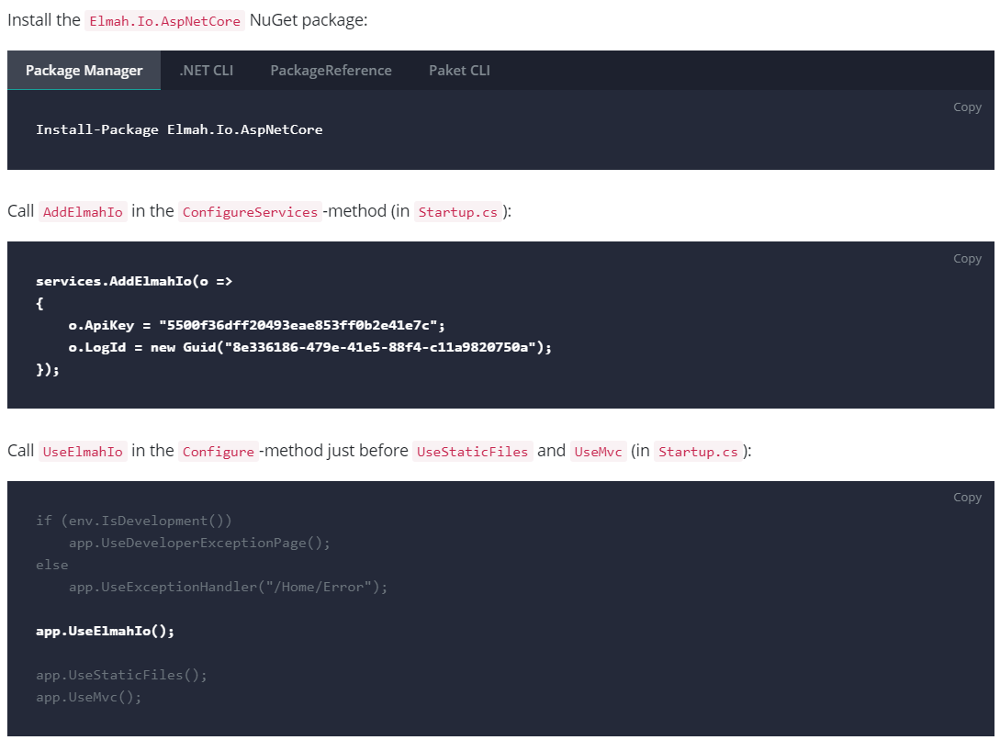 Install the Elmah.Io.AspNetCore NuGet package:
Package Manager .NET CLI PackageReference Paket CLI
Copy
Install-Package Elmah.Io.AspNetCore
Call AddElmahIo in the ConfigureServices-method (in Startup.cs):
Copy
services.AddElmahIo(o =>
{
    o.ApiKey = "5500f36dff20493eae853ff0b2e41e7c";
    o.LogId = new Guid("8e336186-479e-41e5-88f4-c11a9820750a");
});
Call UseElmahIo in the Configure-method just before UseStaticFiles and UseMvc (in Startup.cs):
Copy
if (env.IsDevelopment())
    app.UseDeveloperExceptionPage();
else
    app.UseExceptionHandler("/Home/Error");
app.UseElmahIo();
app.UseStaticFiles();
app.UseMvc();